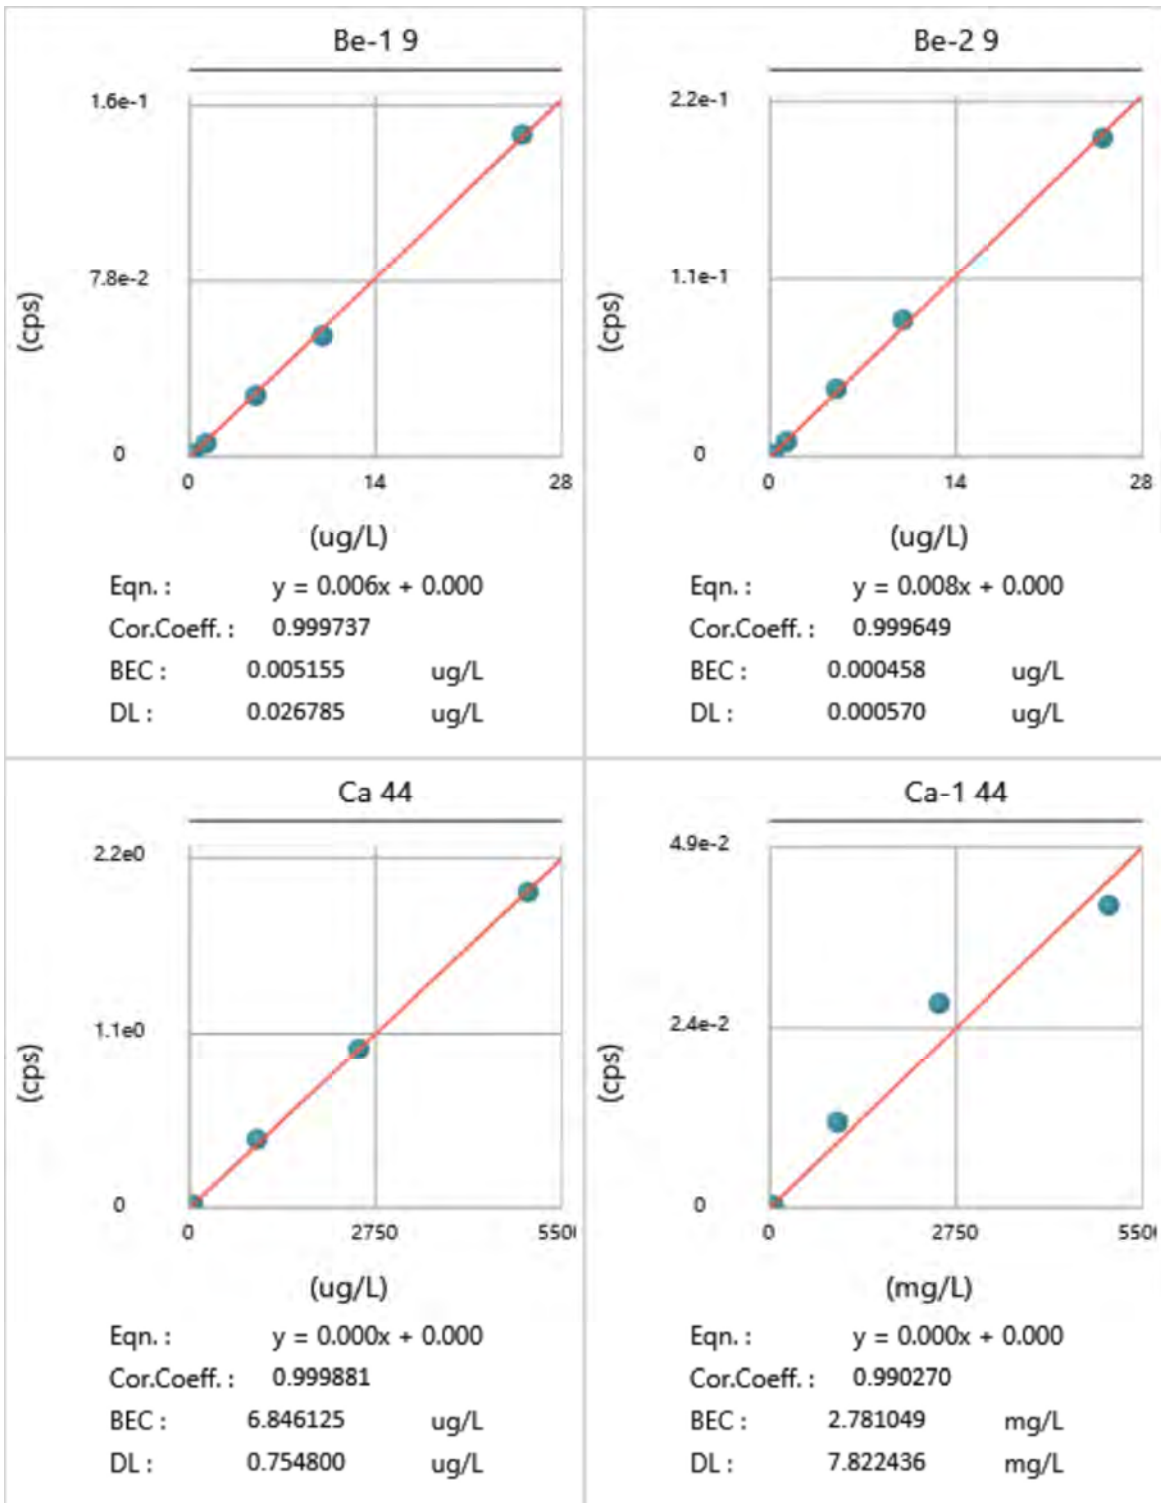 Be-1 9
1.6e-1
7.8e-2
0
0 14 28
(cps)
(ug/L)
Eqn. : y = 0.006x + 0.000
Cor.Coeff. : 0.999737
BEC : 0.005155 ug/L
DL : 0.026785 ug/L
Be-2 9
2.2e-1
1.1e-1
0
0 14 28
(cps)
(ug/L)
Eqn. : y = 0.008x + 0.000
Cor.Coeff. : 0.999649
BEC : 0.000458 ug/L
DL : 0.000570 ug/L
Ca 44
2.2e0
1.1e0
0
0 2750 550
(cps)
(ug/L)
Eqn. : y = 0.000x + 0.000
Cor.Coeff. : 0.999881
BEC : 6.846125 ug/L
DL : 0.754800 ug/L
Ca-1 44
4.9e-2
2.4e-2
0
0 2750 550
(cps)
(mg/L)
Eqn. : y = 0.000x + 0.000
Cor.Coeff. : 0.990270
BEC : 2.781049 mg/L
DL : 7.822436 mg/L